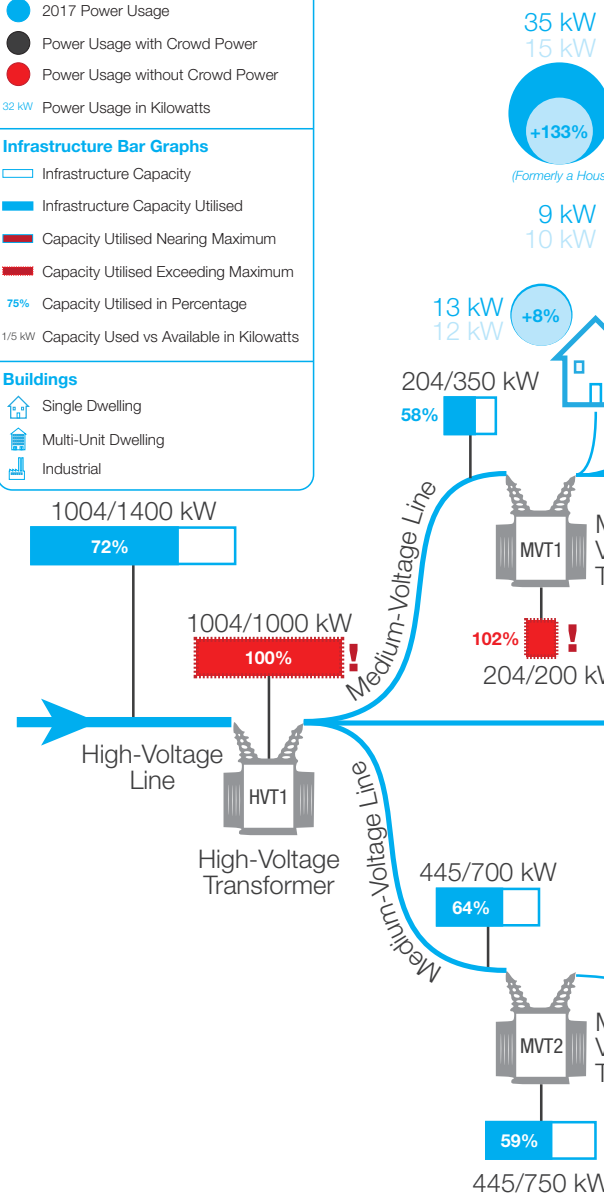 2017 Power Usage
Power Usage with Crowd Power
Power Usage without Crowd Power
32 kW Power Usage in Kilowatts
Infrastructure Bar Graphs
Infrastructure Capacity
Infrastructure Capacity Utilised
Capacity Utilised Nearing Maximum
Capacity Utilised Exceeding Maximum
75% Capacity Utilised in Percentage
1/5 kW Capacity Used vs Available in Kilowatts
Buildings
Single Dwelling
Multi-Unit Dwelling
Industrial
35 kW
15 kW
+133%
(Formerly a Hous
9 kW
10 kW
13 kW
12 kW
+8%
204/350 kW
58%
1004/1400 kW
72%
1004/1000 kW
100%
!
Medium-Voltage Line
MVT1
M
V
T
102%
!
204/200 kW
High-Voltage
Line
HVT1
High-Voltage
Transformer
Medium-Voltage Line
445/700 kW
64%
MVT2
M
V
T
59%
445/750 kW